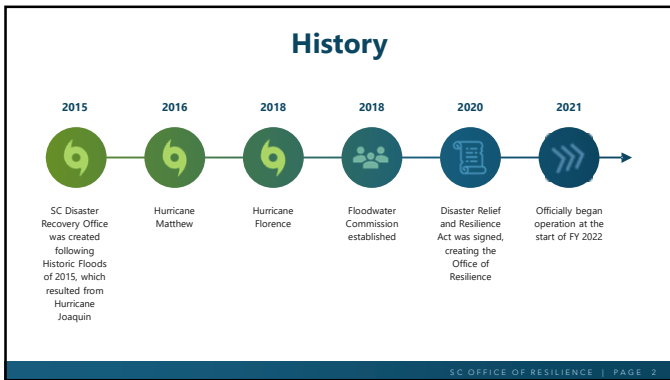 History
2015
2016
2018
2018
2020
2021
SC Disaster
Recovery Office
was created
following
Historic Floods
of 2015, which
resulted from
Hurricane
Joaquin
Hurricane
Matthew
Hurricane
Florence
Floodwater
Commission
established
Disaster Relief
and Resilience
Act was signed,
creating the
Office of
Resilience
Officially began
operation at the
start of FY 2022
SC OFFICE OF RESILIENCE | PAGE 2